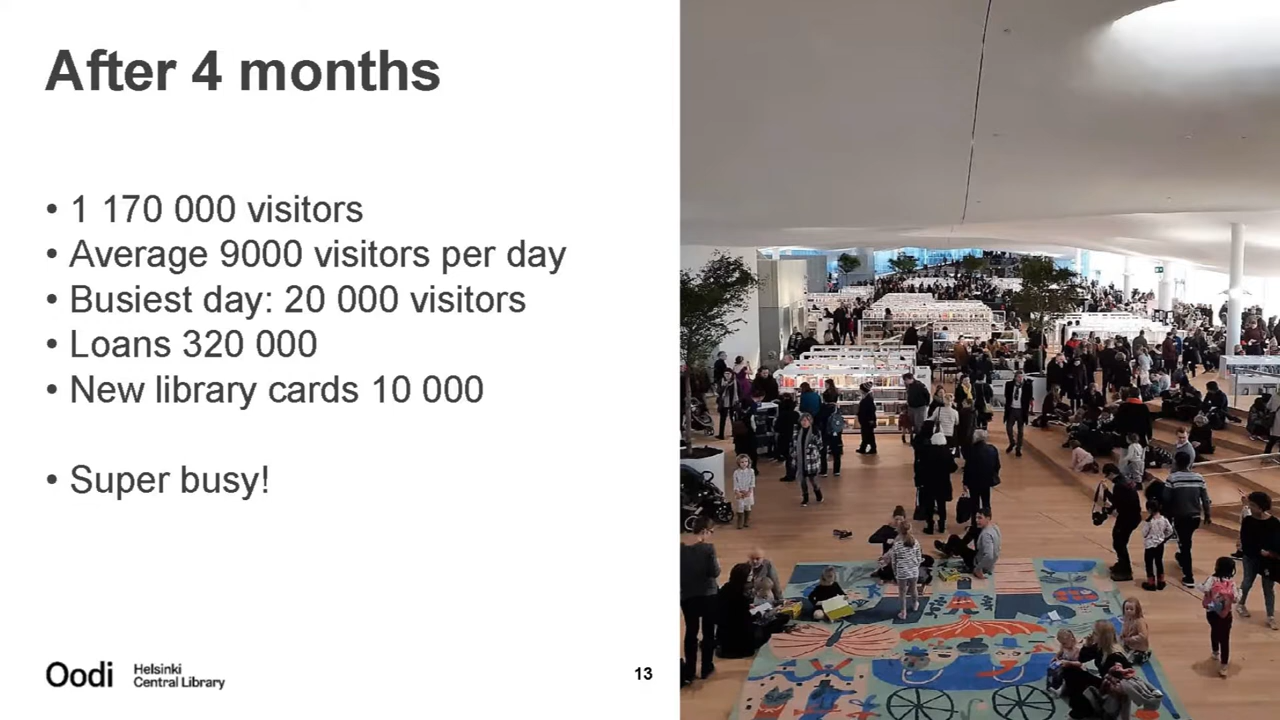 After 4 months
• 1 170 000 visitors
• Average 9000 visitors per day
• Busiest day: 20 000 visitors
• Loans 320 000
• New library cards 10 000
• Super busy!
Oodi
Helsinki
Central Library
13